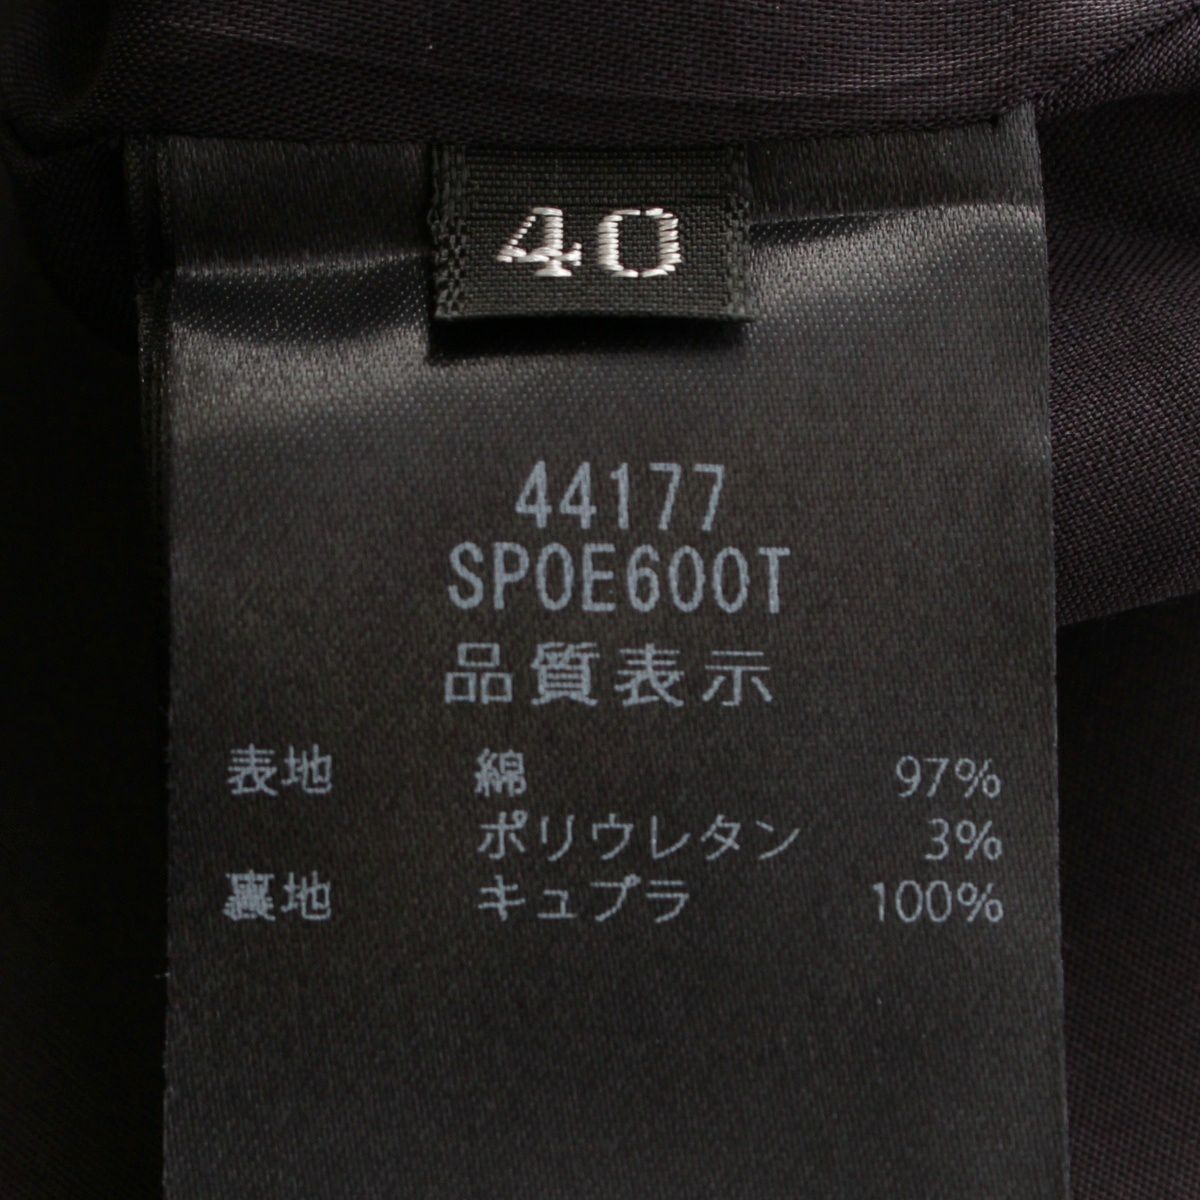 40
44177
SPOE600T
品質表示
表地 綿 97%
ポリウレタン 3%
裏地 キュプラ 100%